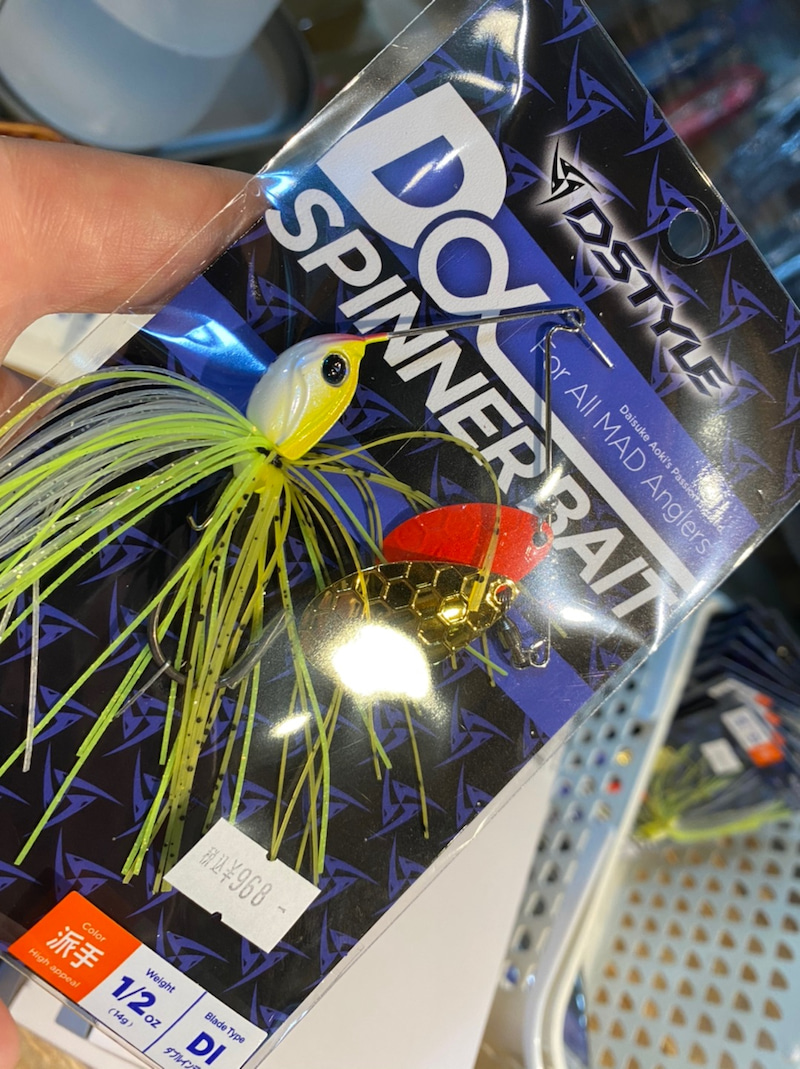 DSTYLE
Dα
SPINNER BAIT
For All MAD Anglers
Daisuke Aoki's Passion
税込¥968-
Color
派手
High appeal
Weight
1/2oz
(14g)
Blade Type
DI